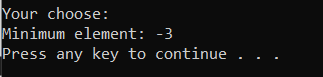 Your choose:
Minimum element: -3
Press any key to continue . . .